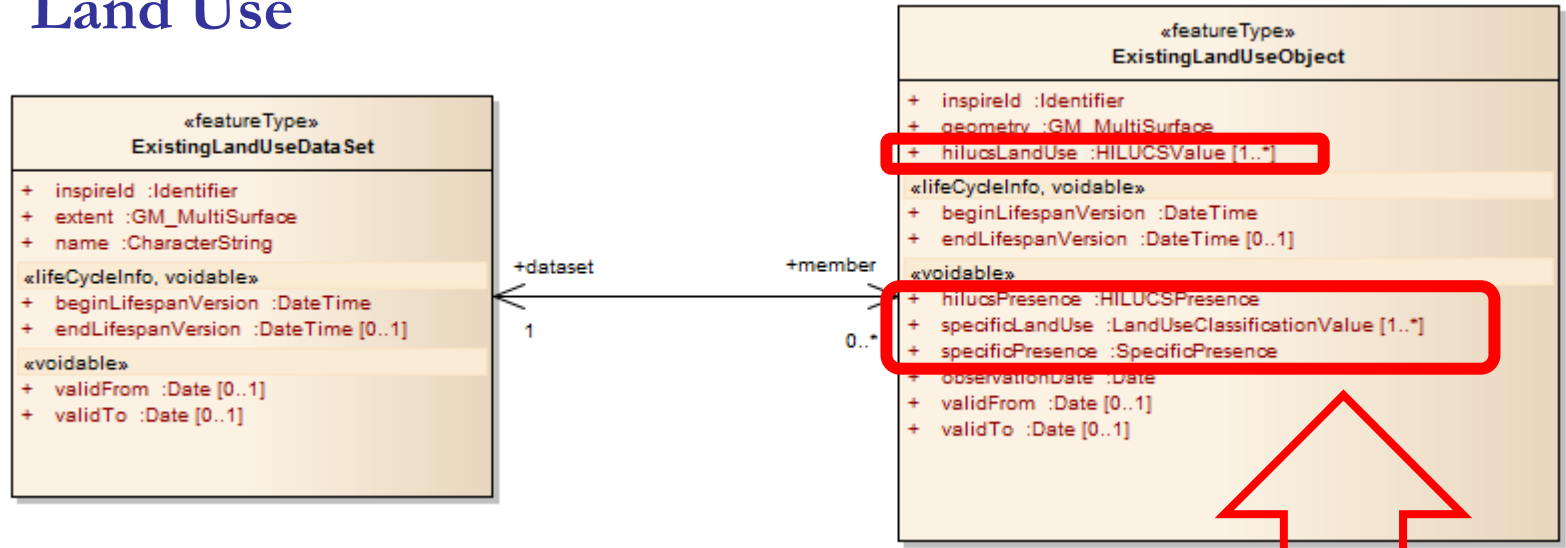 Land Use
«featureType»
ExistingLandUseDataSet
+ inspireId :Identifier
+ extent :GM_MultiSurface
+ name :CharacterString
«lifeCycleInfo, voidable»
+ beginLifespanVersion :DateTime
+ endLifespanVersion :DateTime [0..1]
«voidable»
+ validFrom :Date [0..1]
+ validTo :Date [0..1]
+dataset
1
+member
0..*
«featureType»
ExistingLandUseObject
+ inspireId :Identifier
+ geometry :GM_MultiSurface
+ hilucsLandUse :HILUCSValue [1..*]
«lifeCycleInfo, voidable»
+ beginLifespanVersion :DateTime
+ endLifespanVersion :DateTime [0..1]
«voidable»
+ hilucsPresence :HILUCSPresence
+ specificLandUse :LandUseClassificationValue [1..*]
+ specificPresence :SpecificPresence
+ observationDate :Date
+ validFrom :Date [0..1]
+ validTo :Date [0..1]